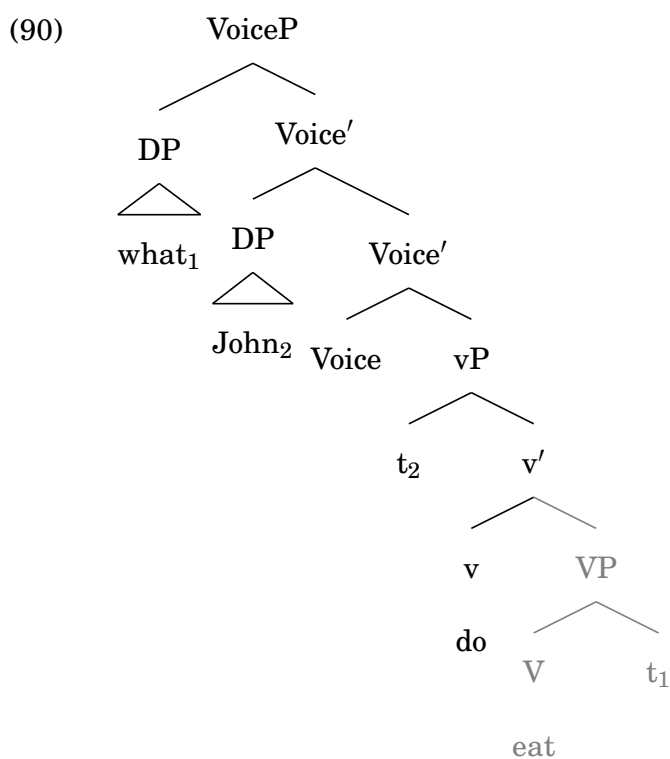 (90) VoiceP
DP Voice′
what₁ DP Voice′
John₂ Voice vP
t₂ v′
v VP
do V t₁
eat